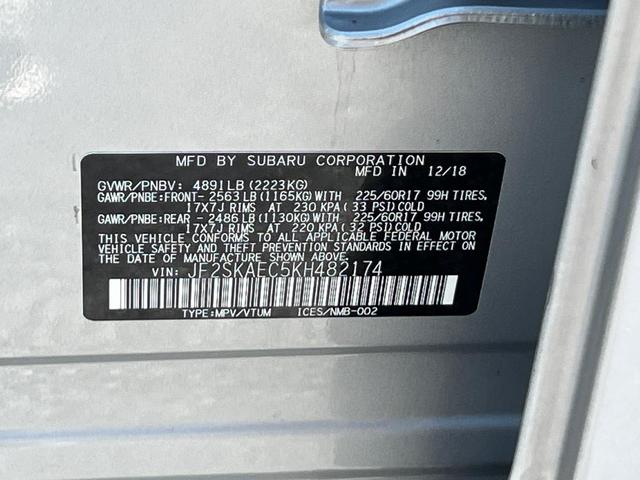 MFD BY SUBARU CORPORATION
MFD IN 12/18
GVWR/PNBV: 4891LB(2223KG)
GAWR/PNBE:FRONT-2563LB(1165KG)WITH 225/60R17 99H TIRES.
17X7J RIMS AT 230 KPA(33 PSI)COLD
GAWR/PNBE:REAR -2486LB(1130KG)WITH 225/60R17 99H TIRES.
17X7J RIMS AT 220 KPA(32 PSI)COLD
THIS VEHICLE CONFORMS TO ALL APPLICABLE FEDERAL MOTOR
VEHICLE SAFETY AND THEFT PREVENTION STANDARDS IN EFFECT ON
THE DATE OF MANUFACTURE SHOWN ABOVE.
VIN: JF2SKAEC5KH482174
TYPE:MPV/VTUM ICES/NMB-002